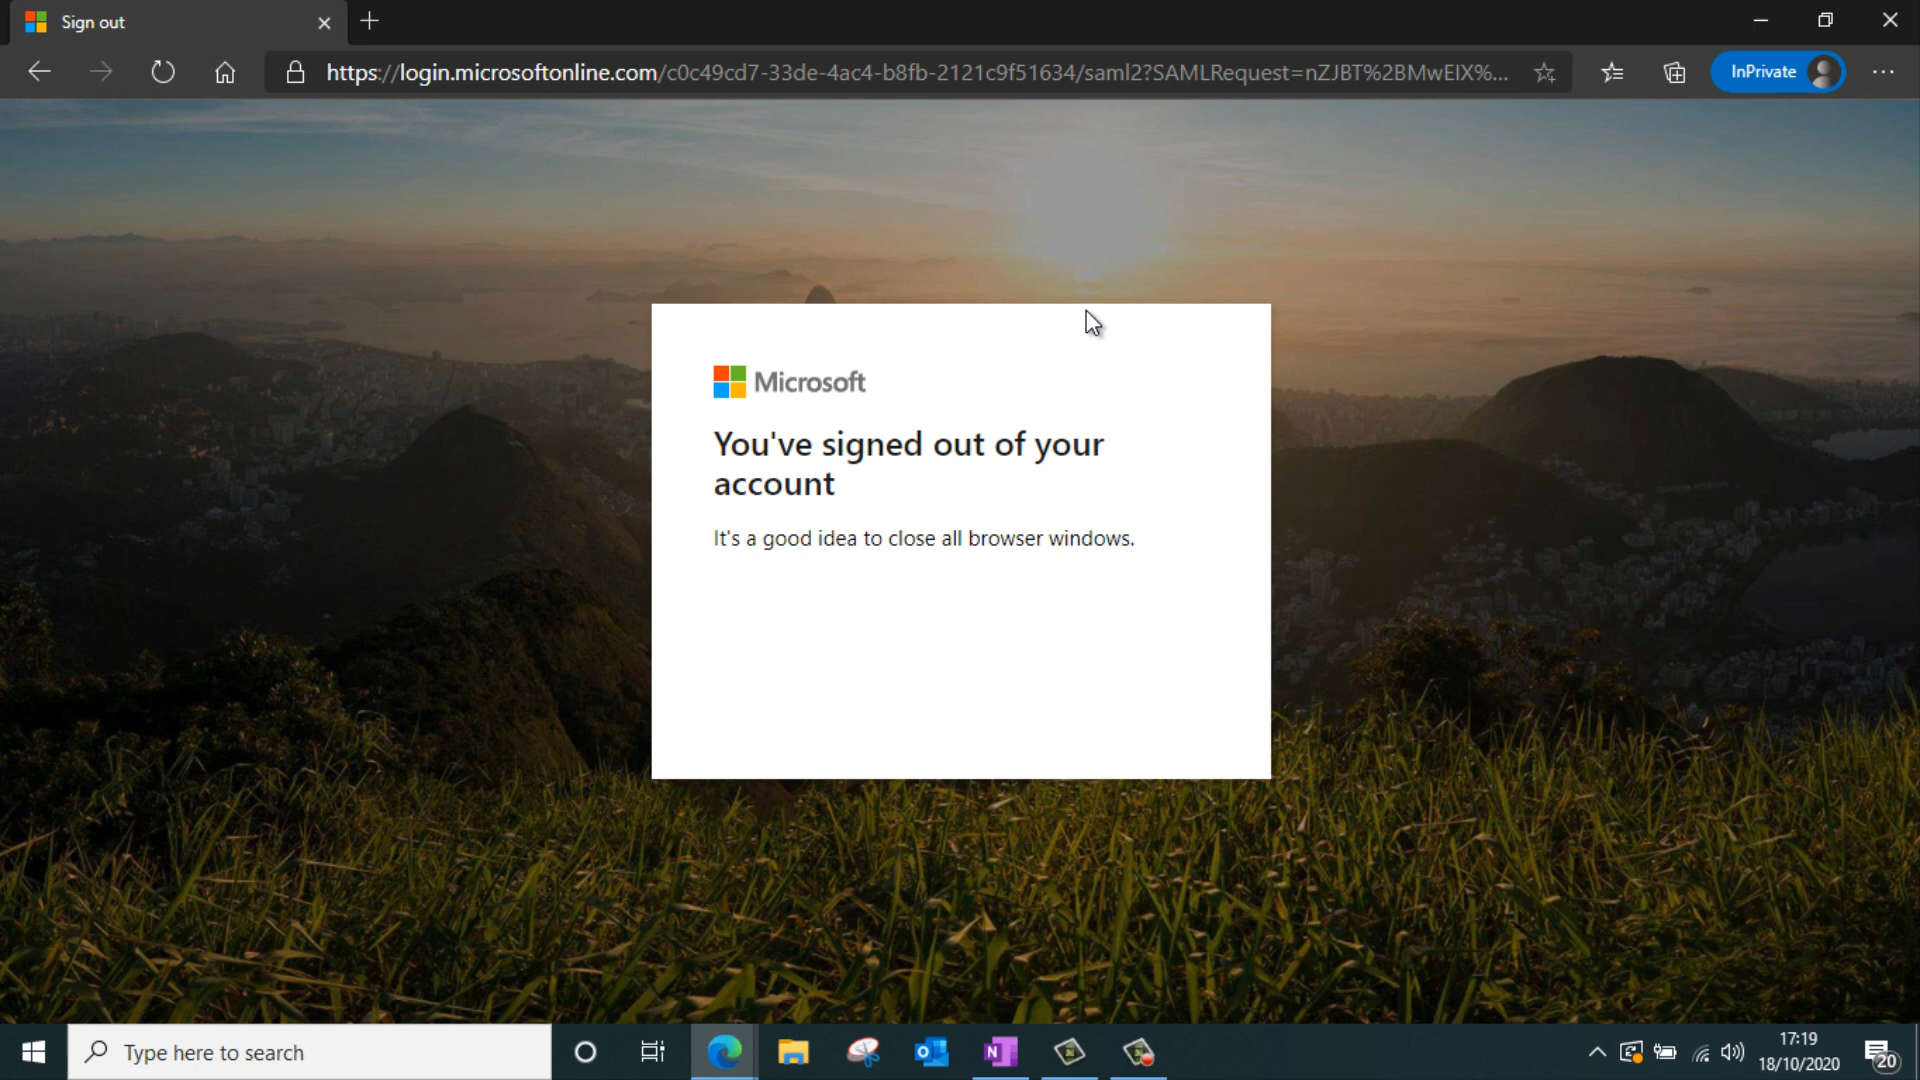 Sign out
https://login.microsoftonline.com/c0c49cd7-33de-4ac4-b8fb-2121c9f51634/saml2?SAMLRequest=nZJBT%2BMwEIX%...
InPrivate
Microsoft
You've signed out of your
account
It's a good idea to close all browser windows.
Type here to search
N
17:19
18/10/2020
20